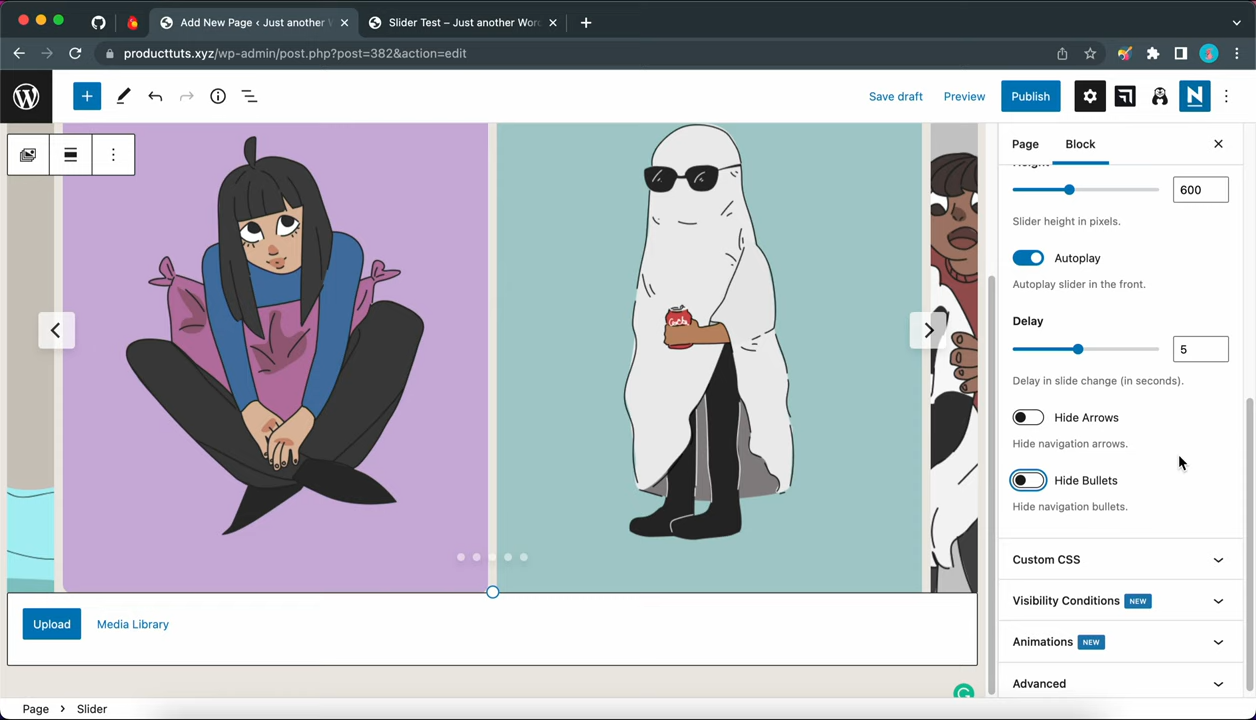 Add New Page ‹ Just another W
Slider Test – Just another Wor
producttuts.xyz/wp-admin/post.php?post=382&action=edit
Save draft
Preview
Publish
Page
Block
Height
600
Slider height in pixels.
Autoplay
Autoplay slider in the front.
Delay
5
Delay in slide change (in seconds).
Hide Arrows
Hide navigation arrows.
Hide Bullets
Hide navigation bullets.
Custom CSS
Visibility Conditions NEW
Animations NEW
Advanced
Upload
Media Library
Page > Slider